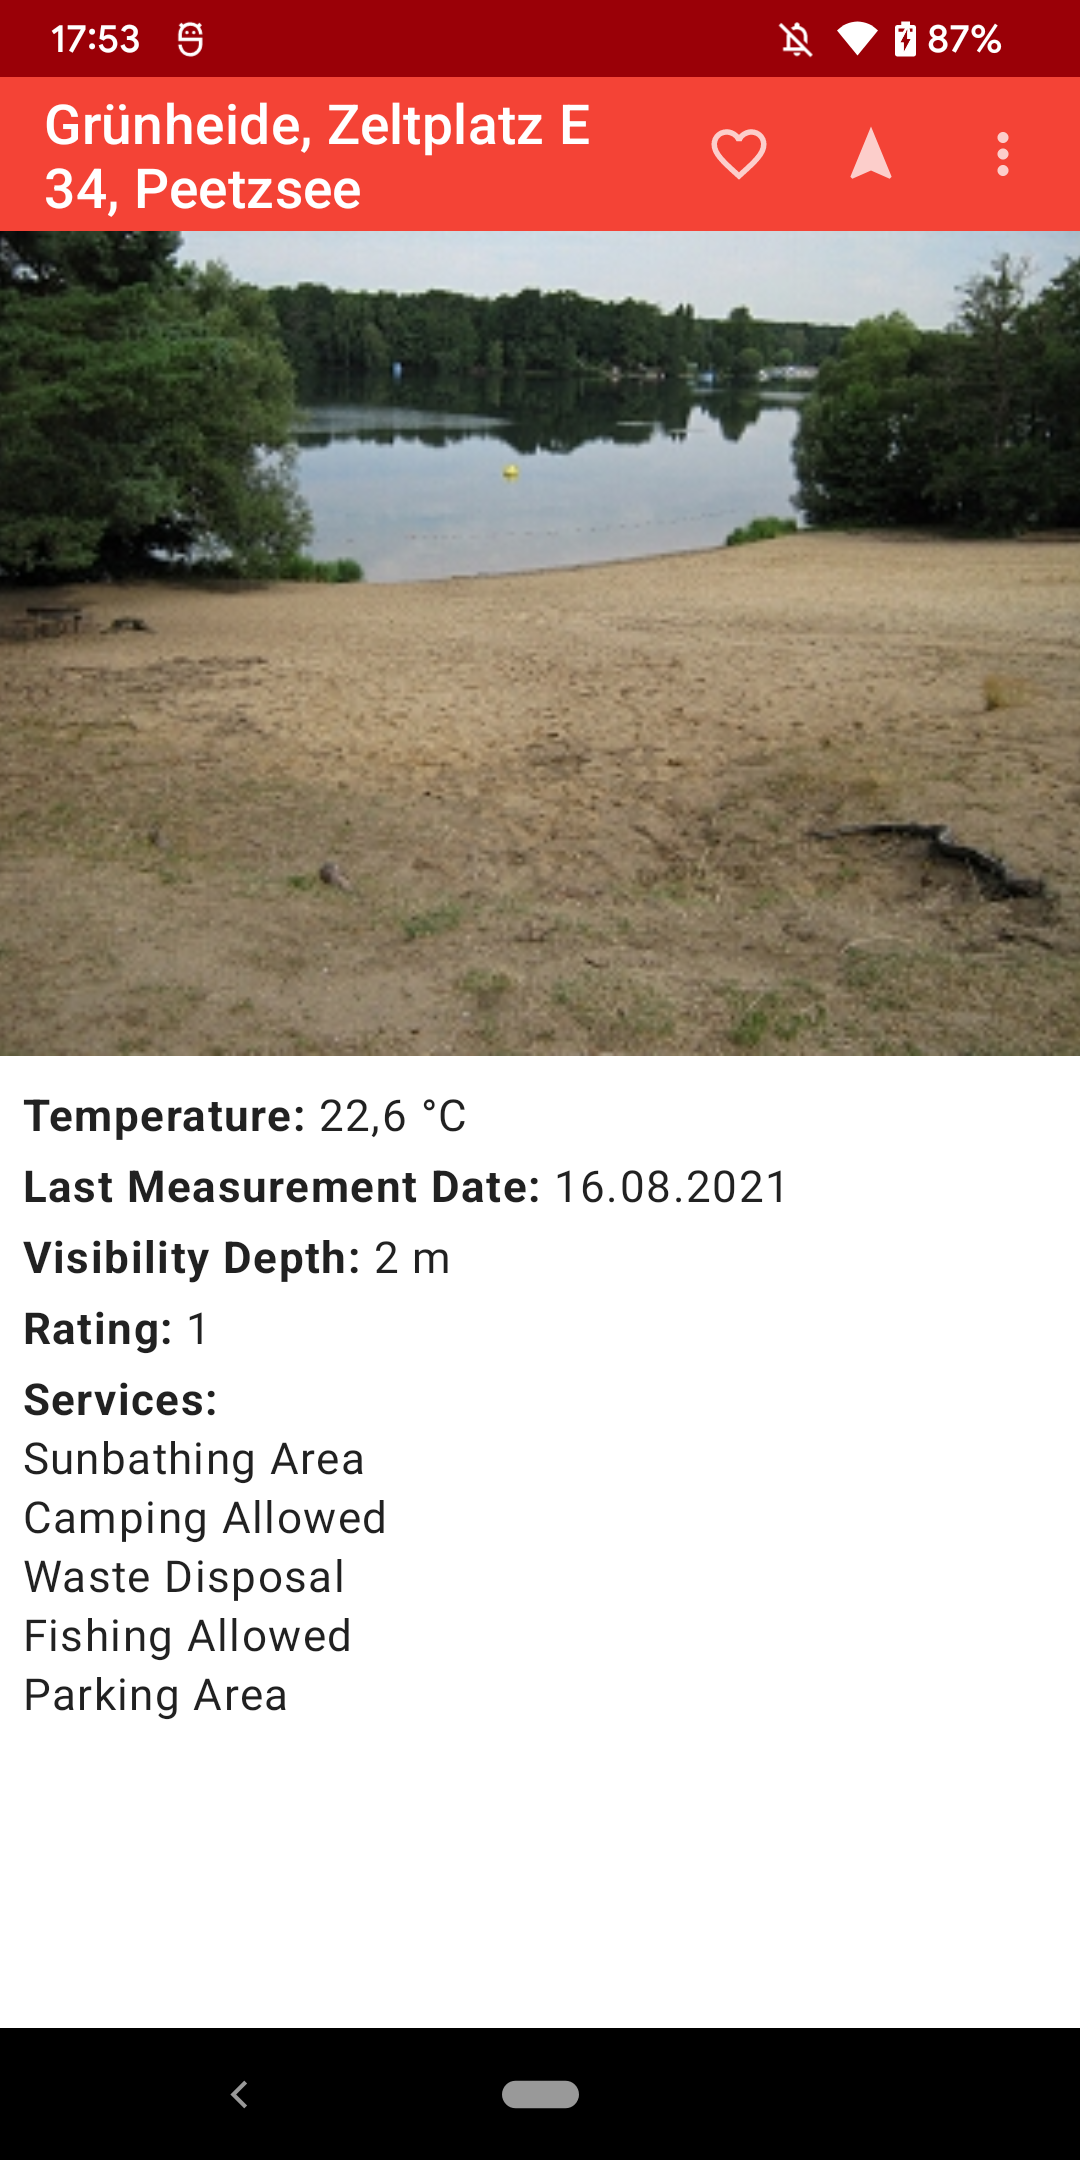 17:53
87%
Grünheide, Zeltplatz E
34, Peetzsee
Temperature: 22,6 °C
Last Measurement Date: 16.08.2021
Visibility Depth: 2 m
Rating: 1
Services:
Sunbathing Area
Camping Allowed
Waste Disposal
Fishing Allowed
Parking Area